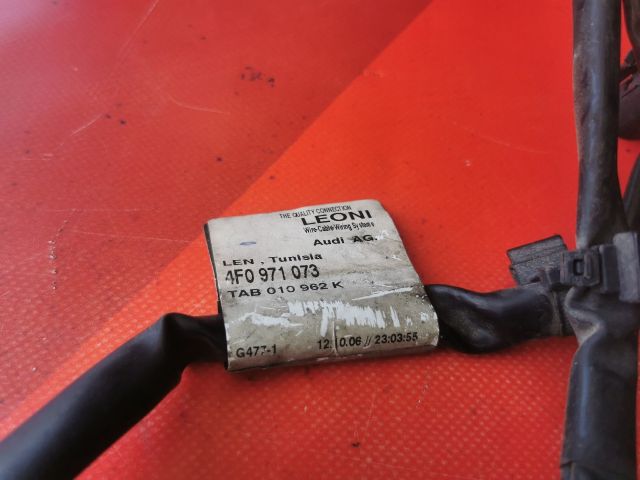 THE QUALITY CONNECTION
LEONI
Wire·Cable·Wiring Systems
Audi AG.
LEN , Tunisia
4F0 971 073
TAB 010 962 K
G477-1 12.10.06 // 23:03:55